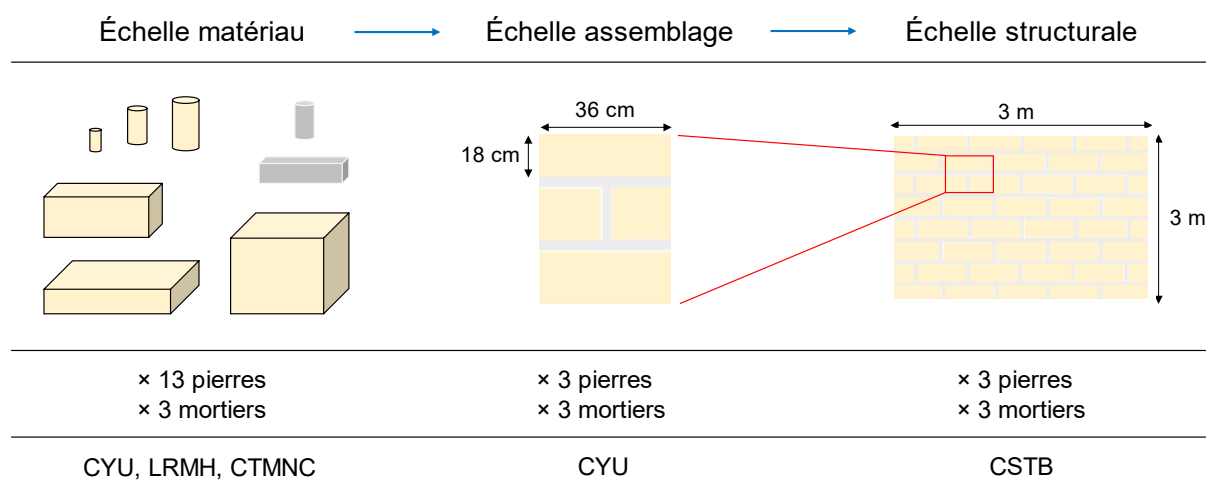 Échelle matériau
Échelle assemblage
Échelle structurale
36 cm
18 cm
3 m
3 m
× 13 pierres
× 3 mortiers
× 3 pierres
× 3 mortiers
× 3 pierres
× 3 mortiers
CYU, LRMH, CTMNC
CYU
CSTB